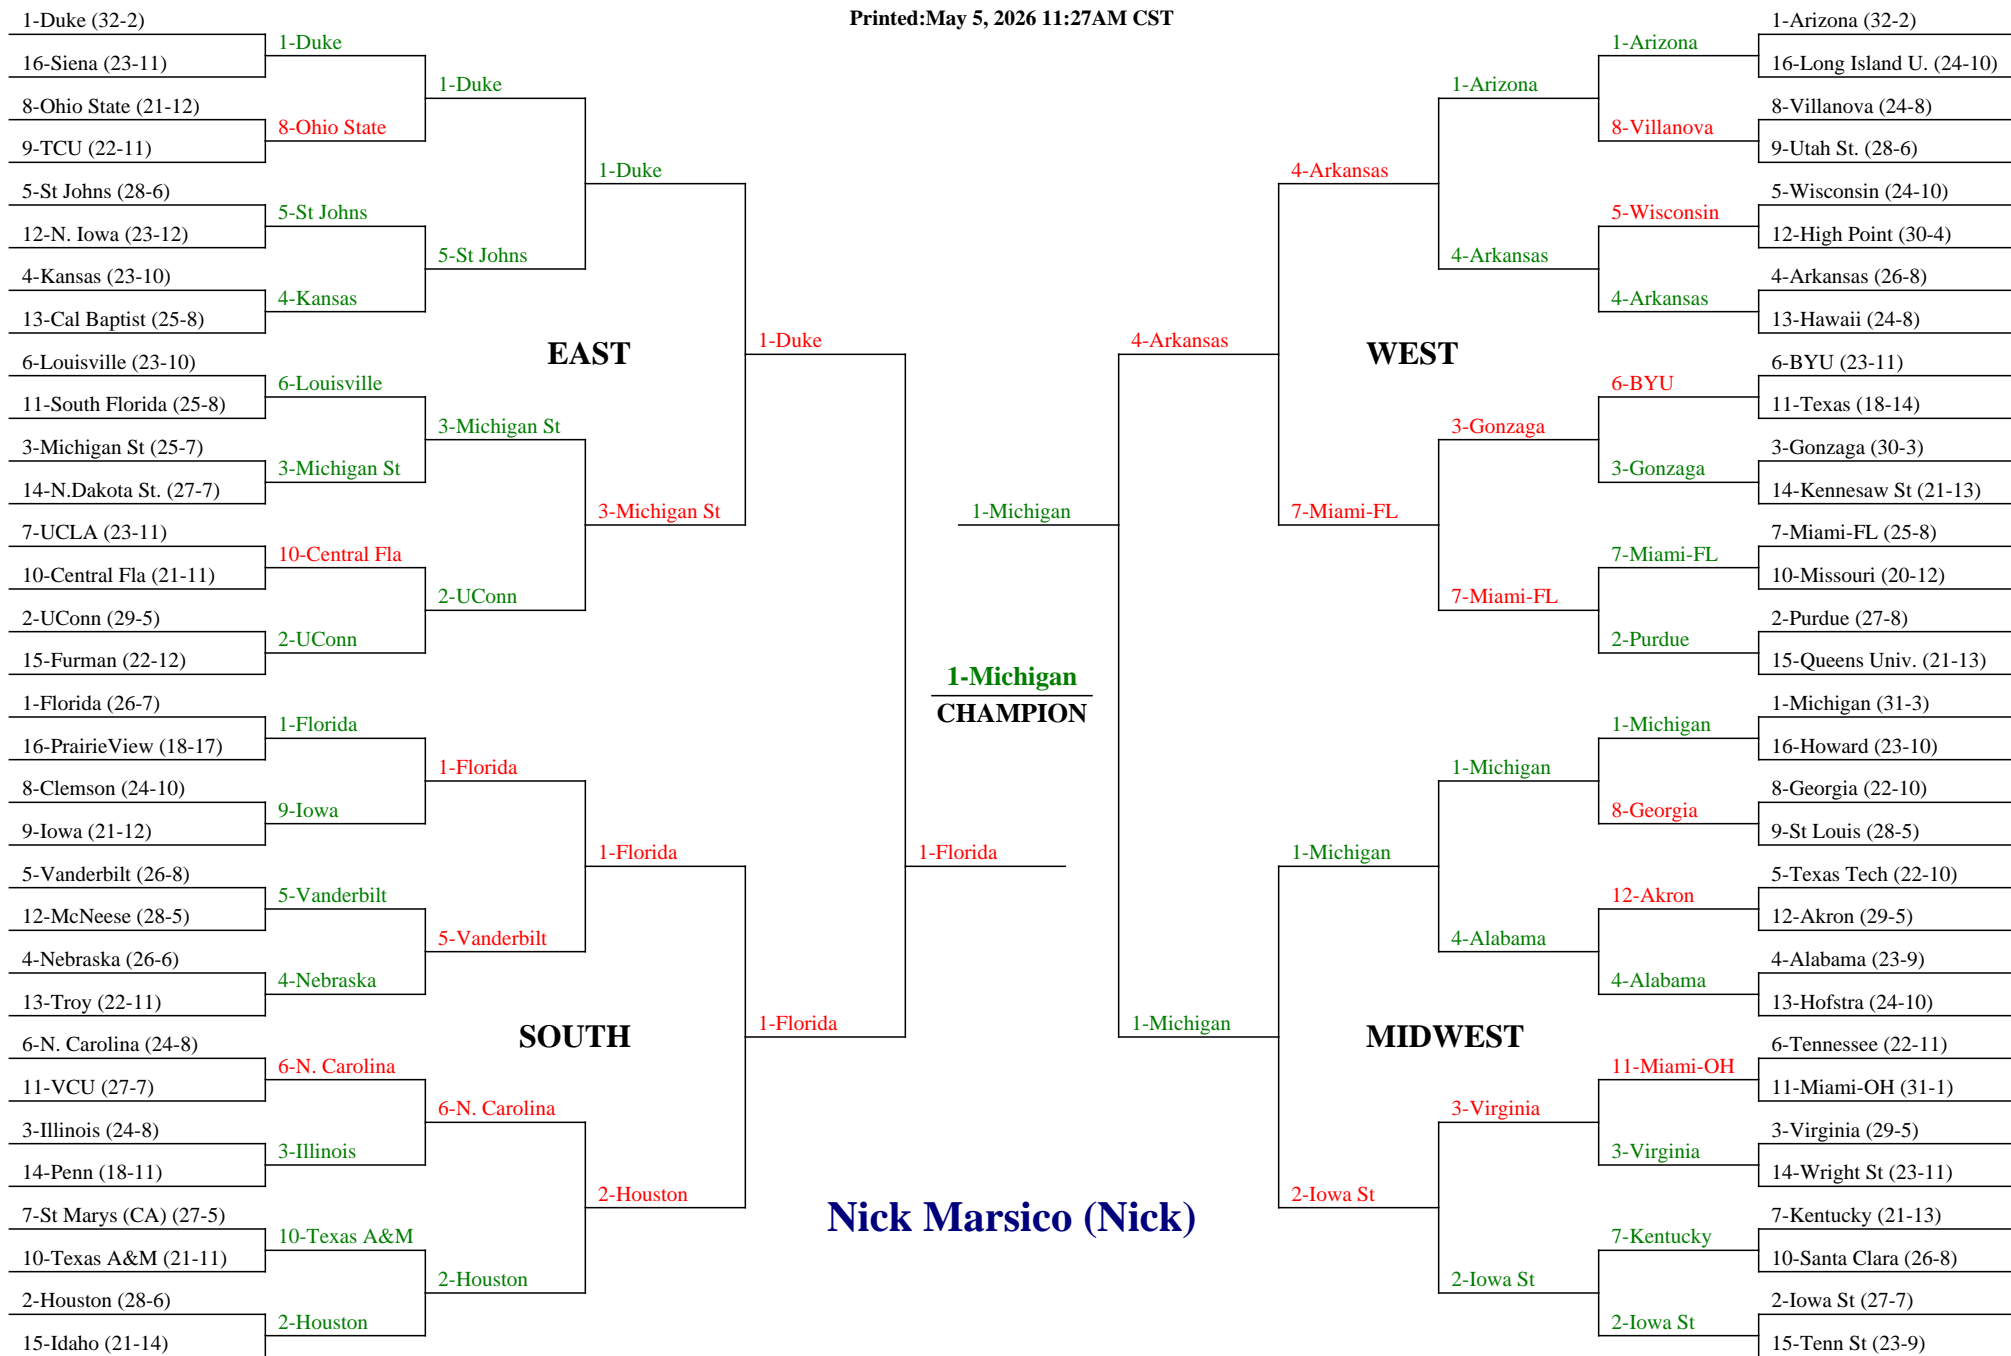 Printed:May 5, 2026 11:27AM CST
1-Duke (32-2)
16-Siena (23-11)
8-Ohio State (21-12)
9-TCU (22-11)
5-St Johns (28-6)
12-N. Iowa (23-12)
4-Kansas (23-10)
13-Cal Baptist (25-8)
6-Louisville (23-10)
11-South Florida (25-8)
3-Michigan St (25-7)
14-N.Dakota St. (27-7)
7-UCLA (23-11)
10-Central Fla (21-11)
2-UConn (29-5)
15-Furman (22-12)
1-Florida (26-7)
16-PrairieView (18-17)
8-Clemson (24-10)
9-Iowa (21-12)
5-Vanderbilt (26-8)
12-McNeese (28-5)
4-Nebraska (26-6)
13-Troy (22-11)
6-N. Carolina (24-8)
11-VCU (27-7)
3-Illinois (24-8)
14-Penn (18-11)
7-St Marys (CA) (27-5)
10-Texas A&M (21-11)
2-Houston (28-6)
15-Idaho (21-14)
1-Duke
8-Ohio State
5-St Johns
4-Kansas
6-Louisville
3-Michigan St
10-Central Fla
2-UConn
1-Florida
9-Iowa
5-Vanderbilt
4-Nebraska
6-N. Carolina
3-Illinois
10-Texas A&M
2-Houston
1-Duke
5-St Johns
3-Michigan St
2-UConn
1-Florida
5-Vanderbilt
6-N. Carolina
2-Houston
1-Duke
3-Michigan St
1-Florida
2-Houston
EAST
SOUTH
1-Duke
1-Florida
1-Florida
1-Michigan
1-Michigan
CHAMPION
Nick Marsico (Nick)
4-Arkansas
1-Michigan
WEST
MIDWEST
4-Arkansas
7-Miami-FL
1-Michigan
2-Iowa St
1-Arizona
4-Arkansas
3-Gonzaga
7-Miami-FL
1-Michigan
4-Alabama
3-Virginia
2-Iowa St
1-Arizona
8-Villanova
5-Wisconsin
4-Arkansas
6-BYU
3-Gonzaga
7-Miami-FL
2-Purdue
1-Michigan
8-Georgia
12-Akron
4-Alabama
11-Miami-OH
3-Virginia
7-Kentucky
2-Iowa St
1-Arizona (32-2)
16-Long Island U. (24-10)
8-Villanova (24-8)
9-Utah St. (28-6)
5-Wisconsin (24-10)
12-High Point (30-4)
4-Arkansas (26-8)
13-Hawaii (24-8)
6-BYU (23-11)
11-Texas (18-14)
3-Gonzaga (30-3)
14-Kennesaw St (21-13)
7-Miami-FL (25-8)
10-Missouri (20-12)
2-Purdue (27-8)
15-Queens Univ. (21-13)
1-Michigan (31-3)
16-Howard (23-10)
8-Georgia (22-10)
9-St Louis (28-5)
5-Texas Tech (22-10)
12-Akron (29-5)
4-Alabama (23-9)
13-Hofstra (24-10)
6-Tennessee (22-11)
11-Miami-OH (31-1)
3-Virginia (29-5)
14-Wright St (23-11)
7-Kentucky (21-13)
10-Santa Clara (26-8)
2-Iowa St (27-7)
15-Tenn St (23-9)